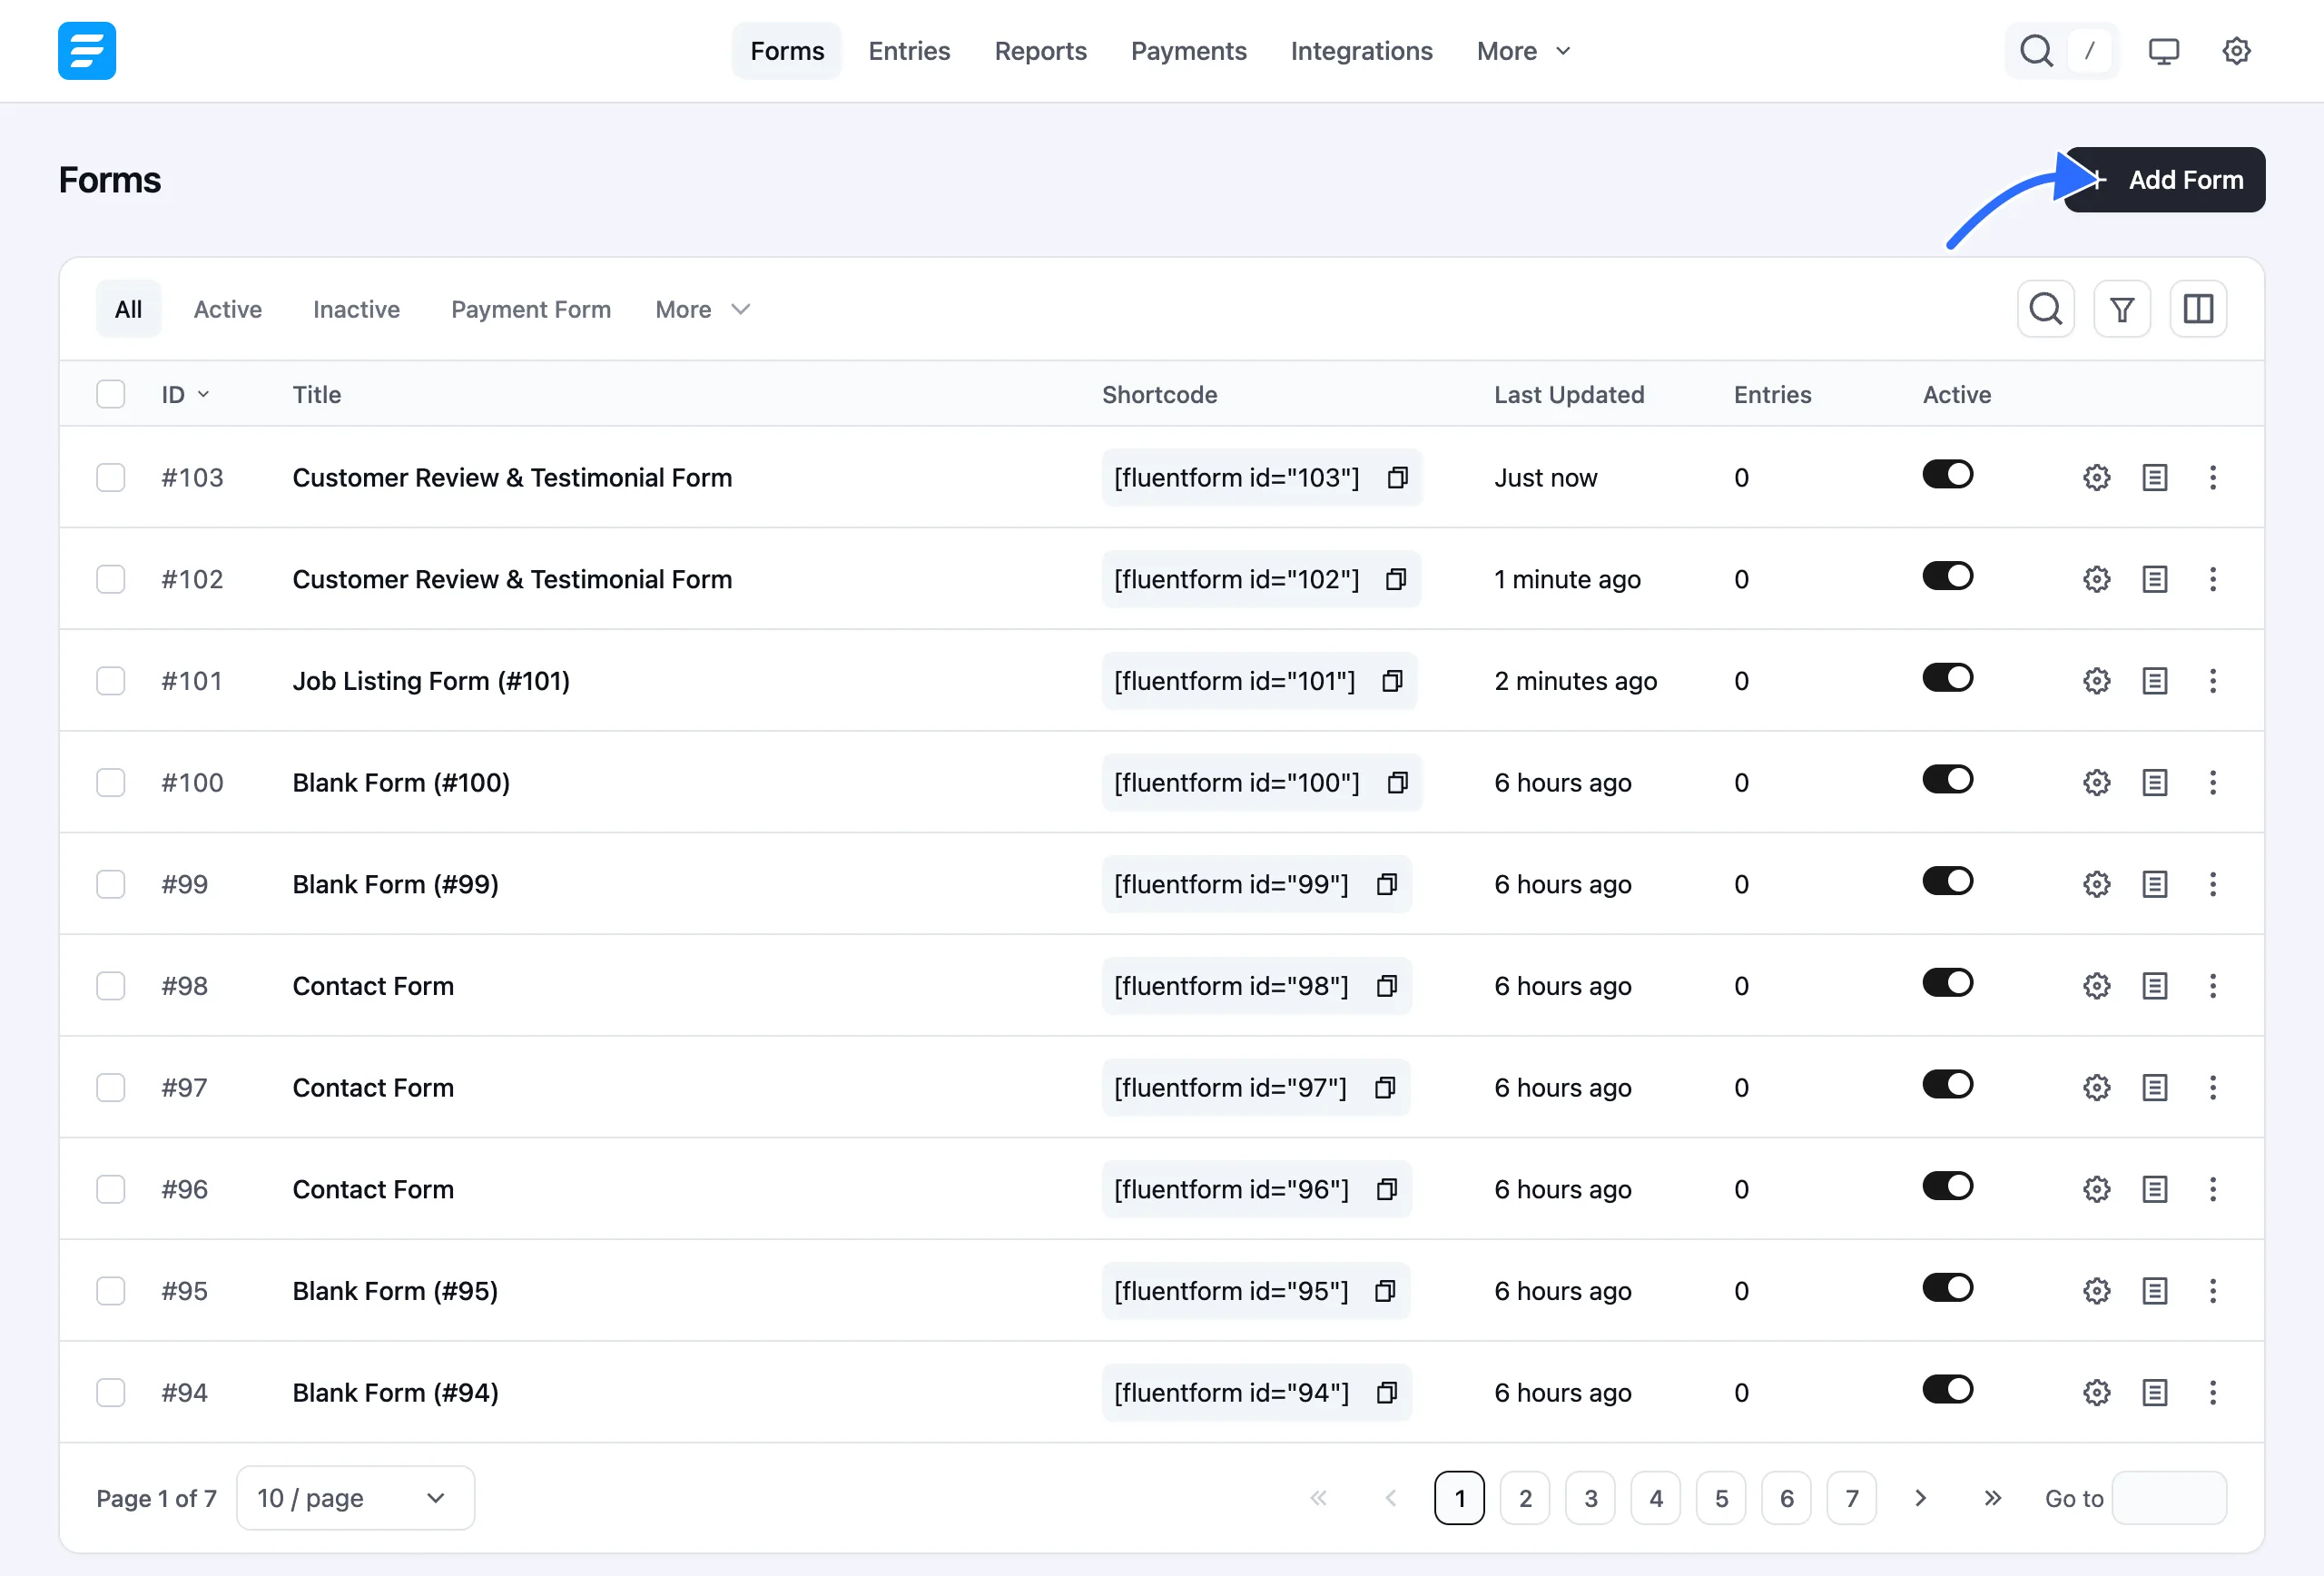 Forms Entries Reports Payments Integrations More /
Forms
+ Add Form
All Active Inactive Payment Form More
ID Title Shortcode Last Updated Entries Active
#103 Customer Review & Testimonial Form [fluentform id="103"] Just now 0
#102 Customer Review & Testimonial Form [fluentform id="102"] 1 minute ago 0
#101 Job Listing Form (#101) [fluentform id="101"] 2 minutes ago 0
#100 Blank Form (#100) [fluentform id="100"] 6 hours ago 0
#99 Blank Form (#99) [fluentform id="99"] 6 hours ago 0
#98 Contact Form [fluentform id="98"] 6 hours ago 0
#97 Contact Form [fluentform id="97"] 6 hours ago 0
#96 Contact Form [fluentform id="96"] 6 hours ago 0
#95 Blank Form (#95) [fluentform id="95"] 6 hours ago 0
#94 Blank Form (#94) [fluentform id="94"] 6 hours ago 0
Page 1 of 7 10 / page 1 2 3 4 5 6 7 Go to